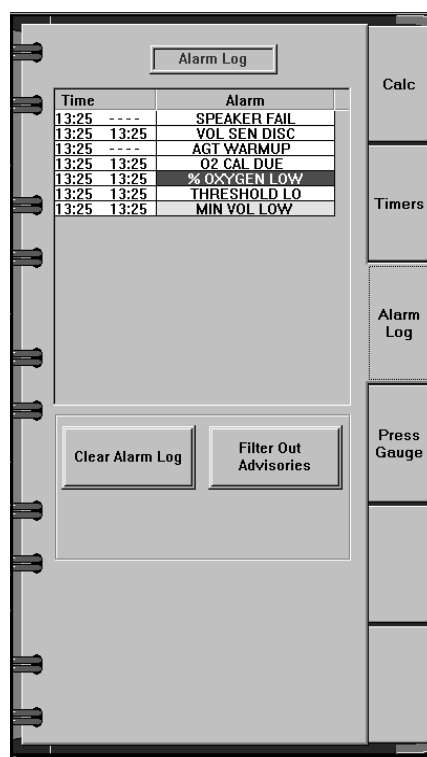 Alarm Log
Time Alarm
13:25 ---- SPEAKER FAIL
13:25 13:25 VOL SEN DISC
13:25 ---- AGT WARMUP
13:25 13:25 O2 CAL DUE
13:25 13:25 % OXYGEN LOW
13:25 13:25 THRESHOLD LO
13:25 13:25 MIN VOL LOW
Clear Alarm Log
Filter Out
Advisories
Calc
Timers
Alarm
Log
Press
Gauge